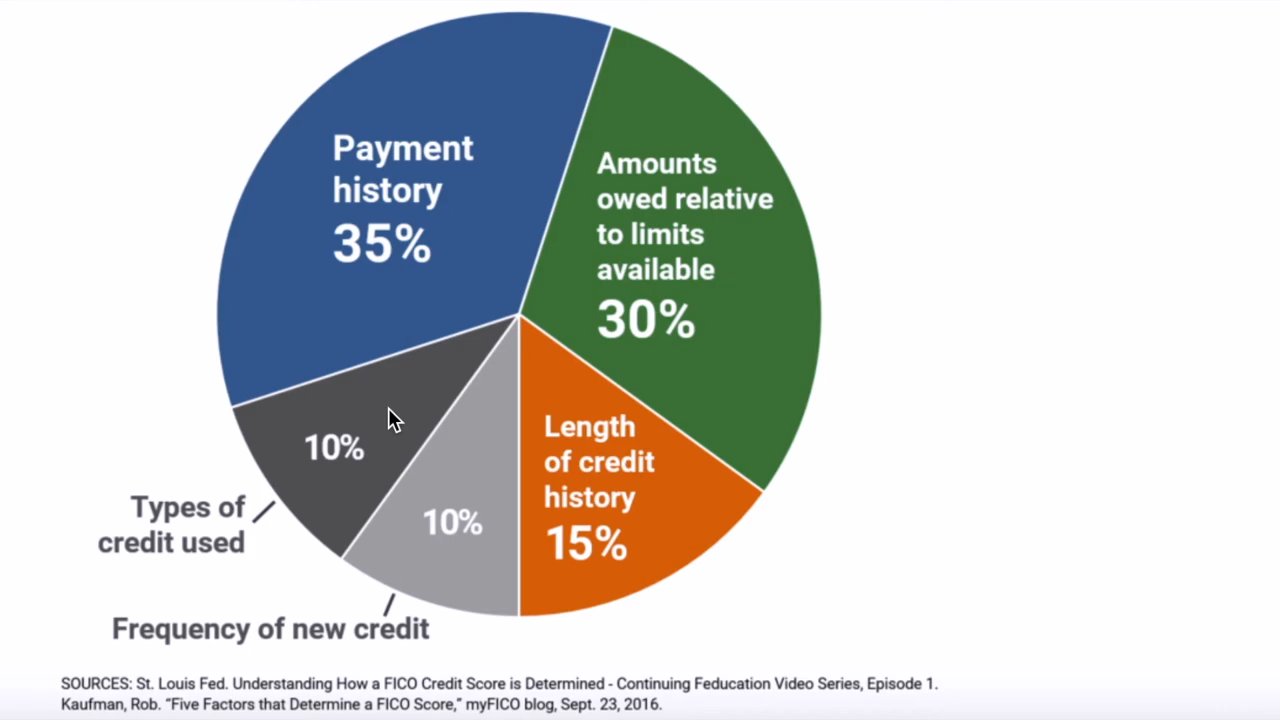 Payment
history
35%
Amounts
owed relative
to limits
available
30%
Length
of credit
history
15%
10%
Types of
credit used
10%
Frequency of new credit
SOURCES: St. Louis Fed. Understanding How a FICO Credit Score is Determined - Continuing Feducation Video Series, Episode 1.
Kaufman, Rob. “Five Factors that Determine a FICO Score,” myFICO blog, Sept. 23, 2016.